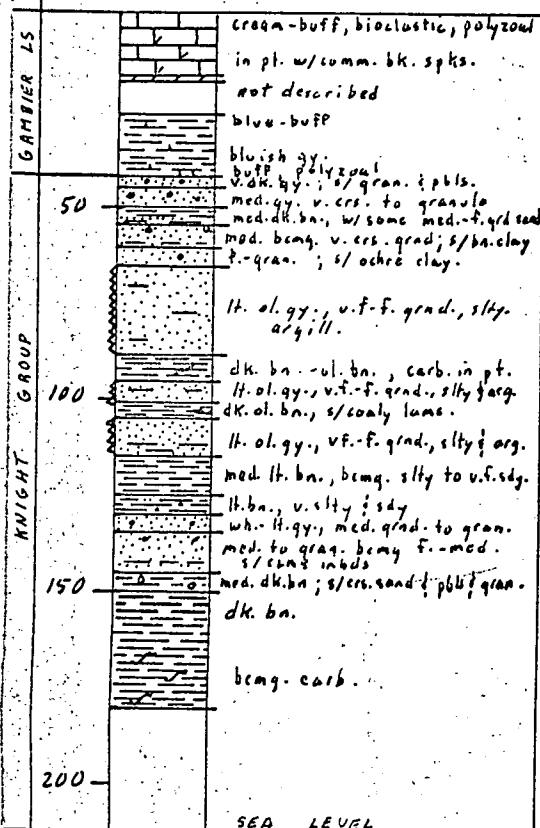 GAMBIER LS
cream-buff, bioclastic, polyzoal
in pt. w/comm. bk. spks.
not described
blue-buff
bluish gy.
buff polyzoal
KNIGHT GROUP
v. dk. gy. ; s/ gran. & pbls.
50
med. gy. v. crs. to granule
med. dk. bn., w/ some med.-f. grd sand
med. bcmg. v. crs. grnd; s/ bn. clay
f.-gran. ; s/ ochre clay.
lt. ol. gy., v.f-f. grnd., slty.
argill.
dk. bn. -ul. bn., carb. in pt.
100
lt. ol. gy., v.f.-f. grnd., slty & arg.
dk. ol. bn., s/coaly lams.
lt. ol. gy., vf.-f. grnd., slty & arg.
med. lt. bn., bcmg. slty to v.f. sdy.
lt. bn., v. slty & sdy
wh.- lt. gy., med. grnd. to gran.
med. to gran. bcmg f.-med.
s/ inbds
150
med. dk. bn ; s/crs. sand & pbls & gran.
dk. bn.
bcmg. carb.
200
SEA LEVEL